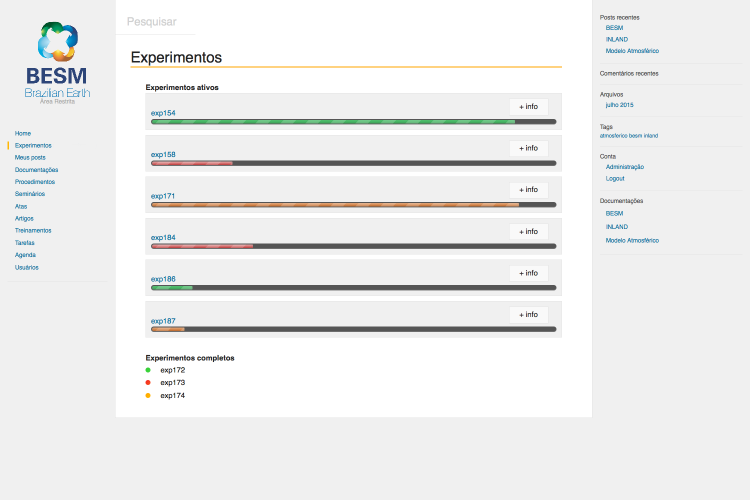 BESM
Brazilian Earth
Área Restrita
Home
Experimentos
Meus posts
Documentações
Procedimentos
Seminários
Atas
Artigos
Treinamentos
Tarefas
Agenda
Usuários
Pesquisar
Experimentos
Experimentos ativos
exp154
+ info
exp158
+ info
exp171
+ info
exp184
+ info
exp186
+ info
exp187
+ info
Experimentos completos
exp172
exp173
exp174
Posts recentes
BESM
INLAND
Modelo Atmosférico
Comentários recentes
Arquivos
julho 2015
Tags
atmosferico besm inland
Conta
Administração
Logout
Documentações
BESM
INLAND
Modelo Atmosférico